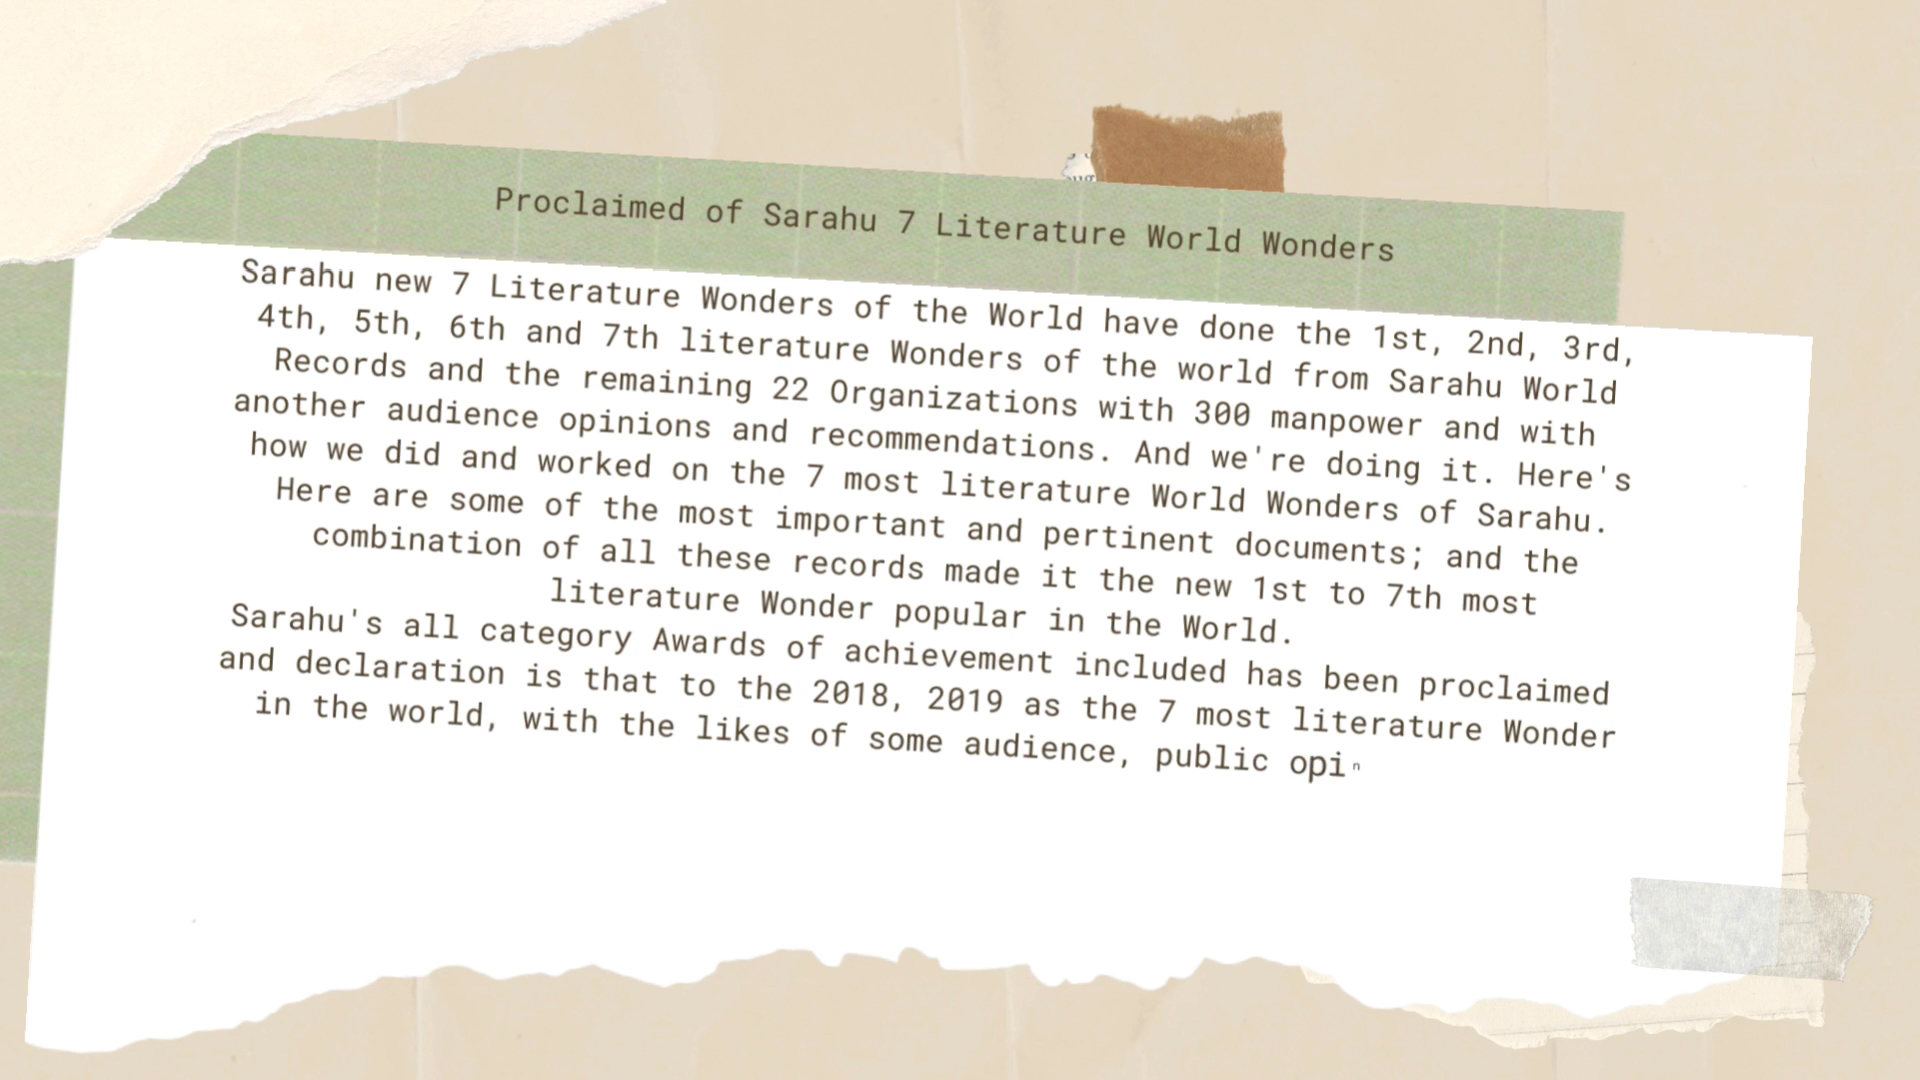 Proclaimed of Sarahu 7 Literature World Wonders
Sarahu new 7 Literature Wonders of the World have done the 1st, 2nd, 3rd,
4th, 5th, 6th and 7th literature Wonders of the world from Sarahu World
Records and the remaining 22 Organizations with 300 manpower and with
another audience opinions and recommendations. And we're doing it. Here's
how we did and worked on the 7 most literature World Wonders of Sarahu.
Here are some of the most important and pertinent documents; and the
combination of all these records made it the new 1st to 7th most
literature Wonder popular in the World.
Sarahu's all category Awards of achievement included has been proclaimed
and declaration is that to the 2018, 2019 as the 7 most literature Wonder
in the world, with the likes of some audience, public opin